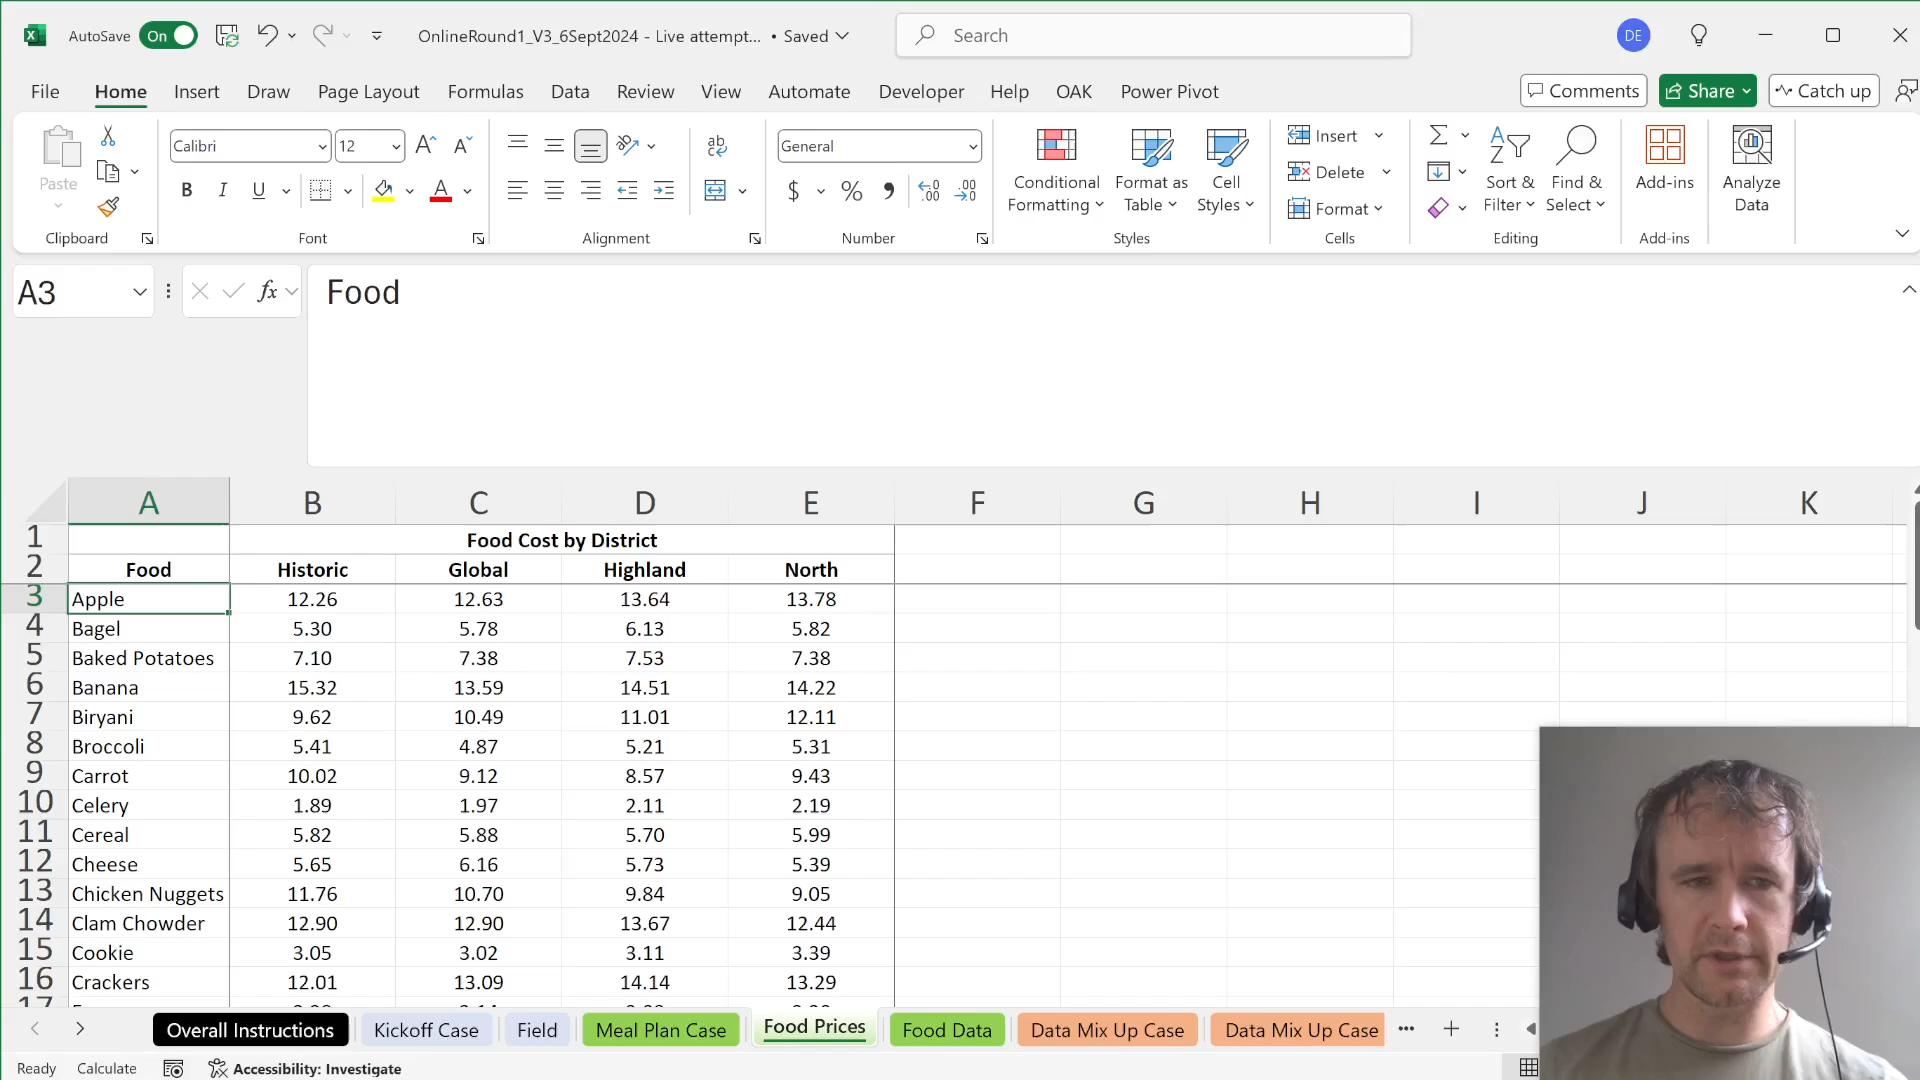 AutoSave On OnlineRound1_V3_6Sept2024 - Live attempt... • Saved Search DE
File Home Insert Draw Page Layout Formulas Data Review View Automate Developer Help OAK Power Pivot Comments Share Catch up
Paste Calibri 12 General Conditional Formatting Format as Table Cell Styles Insert Delete Format Sort & Filter Find & Select Add-ins Analyze Data
Clipboard Font Alignment Number Styles Cells Editing Add-ins
A3 fx Food
A B C D E F G H I J K
1 Food Cost by District
2 Food Historic Global Highland North
3 Apple 12.26 12.63 13.64 13.78
4 Bagel 5.30 5.78 6.13 5.82
5 Baked Potatoes 7.10 7.38 7.53 7.38
6 Banana 15.32 13.59 14.51 14.22
7 Biryani 9.62 10.49 11.01 12.11
8 Broccoli 5.41 4.87 5.21 5.31
9 Carrot 10.02 9.12 8.57 9.43
10 Celery 1.89 1.97 2.11 2.19
11 Cereal 5.82 5.88 5.70 5.99
12 Cheese 5.65 6.16 5.73 5.39
13 Chicken Nuggets 11.76 10.70 9.84 9.05
14 Clam Chowder 12.90 12.90 13.67 12.44
15 Cookie 3.05 3.02 3.11 3.39
16 Crackers 12.01 13.09 14.14 13.29
17
Overall Instructions Kickoff Case Field Meal Plan Case Food Prices Food Data Data Mix Up Case Data Mix Up Case
Ready Calculate Accessibility: Investigate